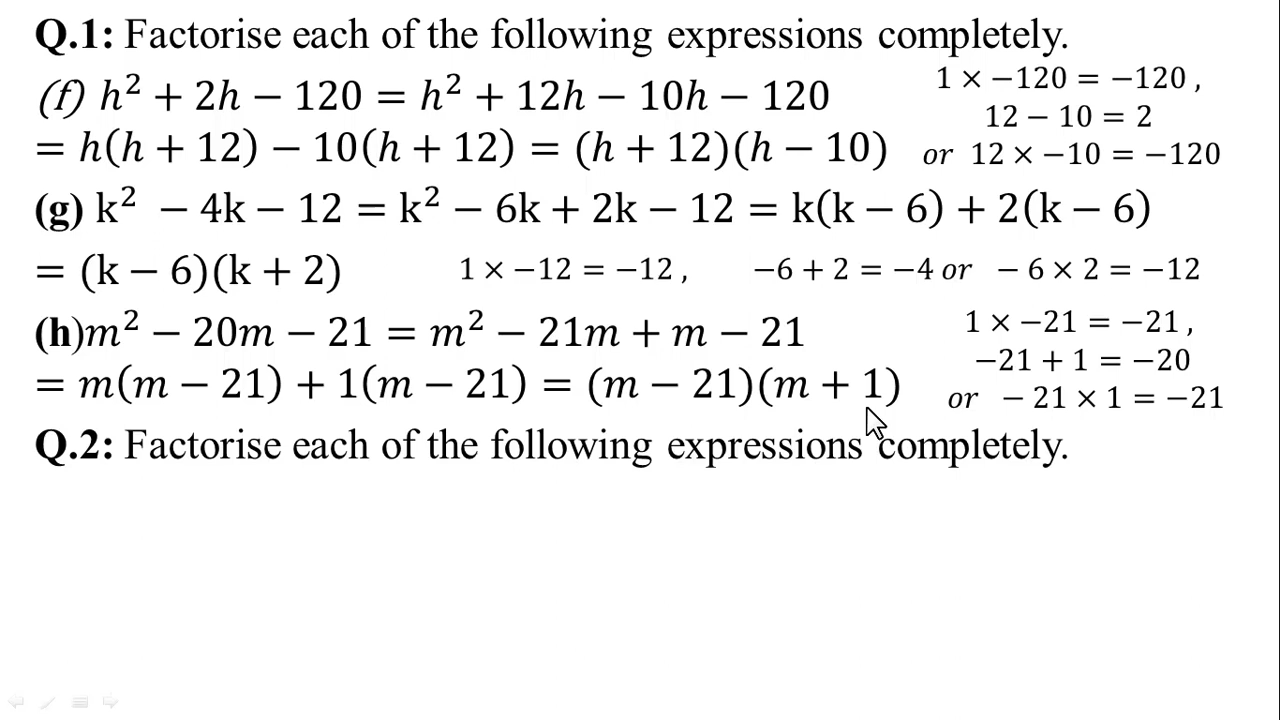 Q.1: Factorise each of the following expressions completely.
(f) h² + 2h − 120 = h² + 12h − 10h − 120
1 × −120 = −120 ,
12 − 10 = 2
= h(h + 12) − 10(h + 12) = (h + 12)(h − 10)
or 12 × −10 = −120
(g) k² − 4k − 12 = k² − 6k + 2k − 12 = k(k − 6) + 2(k − 6)
= (k − 6)(k + 2) 1 × −12 = −12 , −6 + 2 = −4 or − 6 × 2 = −12
(h)m² − 20m − 21 = m² − 21m + m − 21
1 × −21 = −21 ,
−21 + 1 = −20
= m(m − 21) + 1(m − 21) = (m − 21)(m + 1)
or − 21 × 1 = −21
Q.2: Factorise each of the following expressions completely.